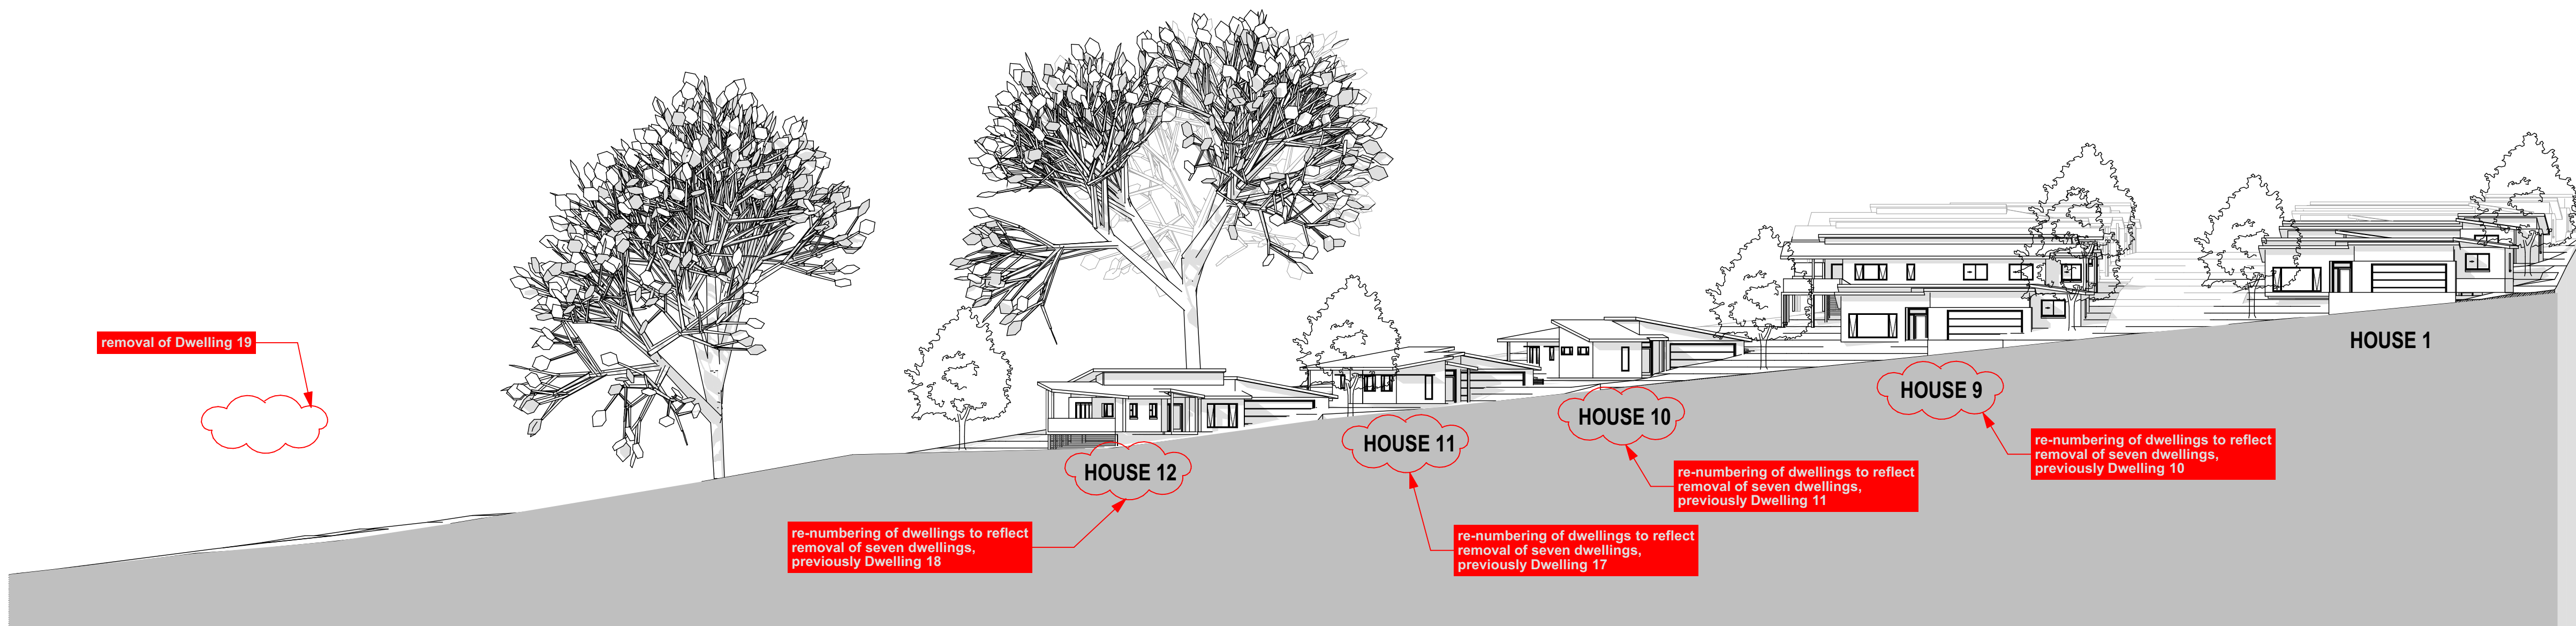 removal of Dwelling 19
HOUSE 12
re-numbering of dwellings to reflect
removal of seven dwellings,
previously Dwelling 18
HOUSE 11
re-numbering of dwellings to reflect
removal of seven dwellings,
previously Dwelling 17
HOUSE 10
re-numbering of dwellings to reflect
removal of seven dwellings,
previously Dwelling 11
HOUSE 9
re-numbering of dwellings to reflect
removal of seven dwellings,
previously Dwelling 10
HOUSE 1